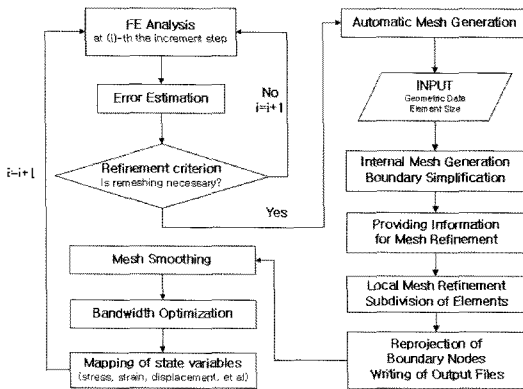 FE Analysis
at (i)-th the increment step
Error Estimation
No
i=i+1
Refinement criterion
Is remeshing necessary?
Yes
i=i+1
Automatic Mesh Generation
INPUT
Geometric Data
Element Size
Internal Mesh Generation
Boundary Simplification
Providing Information
for Mesh Refinement
Local Mesh Refinement
Subdivision of Elements
Reprojection of
Boundary Nodes
Writing of Output Files
Mesh Smoothing
Bandwidth Optimization
Mapping of state variables
(stress, strain, displacement, et al)